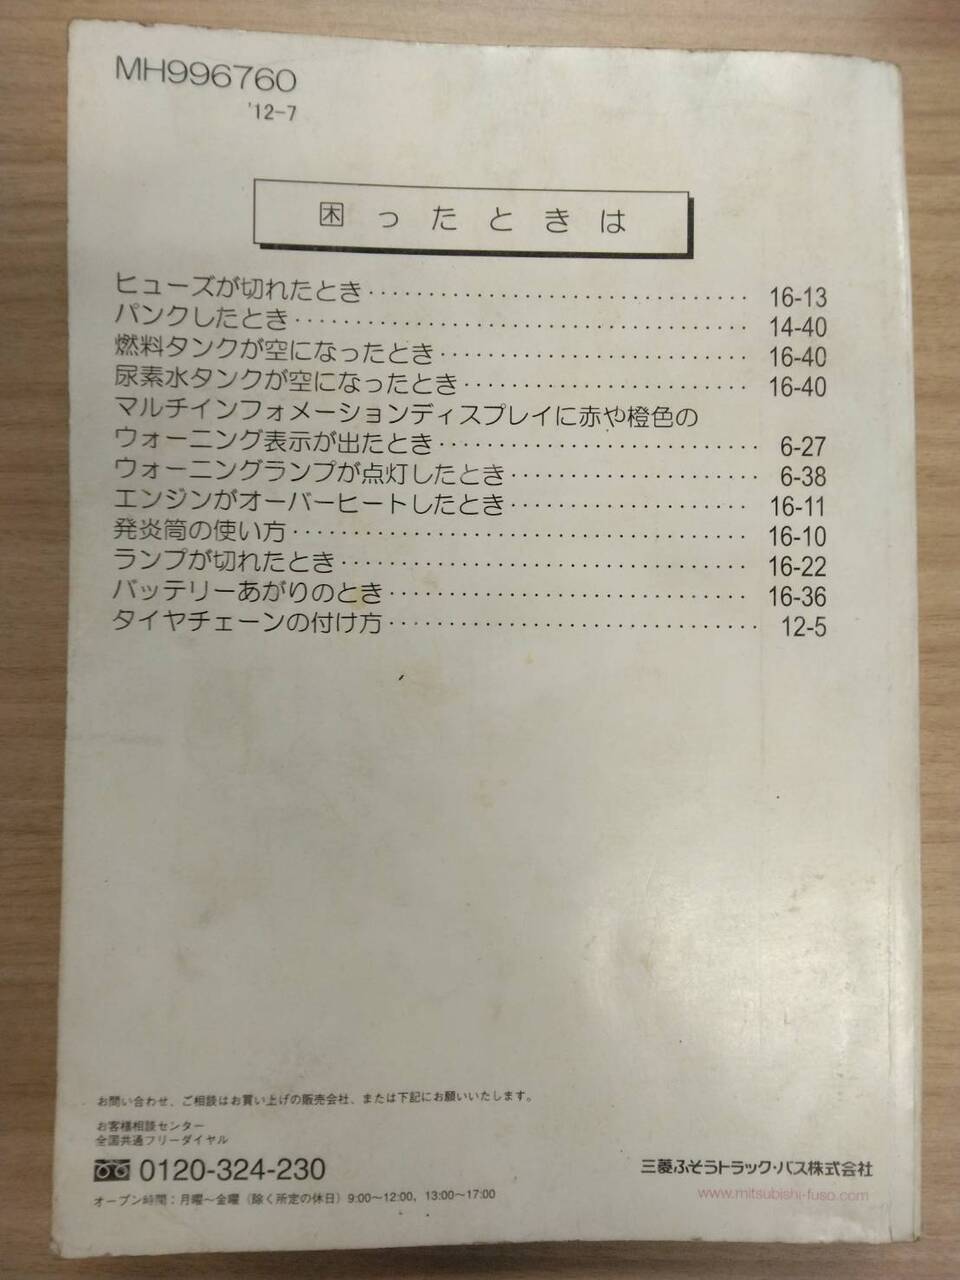 MH996760
'12-7
困ったときは
ヒューズが切れたとき・・・・・・・・・・・・・・・・・・・・・・・・・・・・・・・ 16-13
パンクしたとき・・・・・・・・・・・・・・・・・・・・・・・・・・・・・・・・・・・・・ 14-40
燃料タンクが空になったとき・・・・・・・・・・・・・・・・・・・・・・・・・ 16-40
尿素水タンクが空になったとき・・・・・・・・・・・・・・・・・・・・・・・ 16-40
マルチインフォメーションディスプレイに赤や橙色の
ウォーニング表示が出たとき・・・・・・・・・・・・・・・・・・・・・・・・・・ 6-27
ウォーニングランプが点灯したとき・・・・・・・・・・・・・・・・・・・・ 6-38
エンジンがオーバーヒートしたとき・・・・・・・・・・・・・・・・・・・ 16-11
発炎筒の使い方・・・・・・・・・・・・・・・・・・・・・・・・・・・・・・・・・・・・・ 16-10
ランプが切れたとき・・・・・・・・・・・・・・・・・・・・・・・・・・・・・・・・・ 16-22
バッテリーあがりのとき・・・・・・・・・・・・・・・・・・・・・・・・・・・・・ 16-36
タイヤチェーンの付け方・・・・・・・・・・・・・・・・・・・・・・・・・・・・・・ 12-5
お問い合わせ、ご相談はお買い上げの販売会社、または下記にお願いいたします。
お客様相談センター
全国共通フリーダイヤル
0120-324-230
オープン時間：月曜～金曜（除く所定の休日）9:00～12:00，13:00～17:00
三菱ふそうトラック・バス株式会社
www.mitsubishi-fuso.com